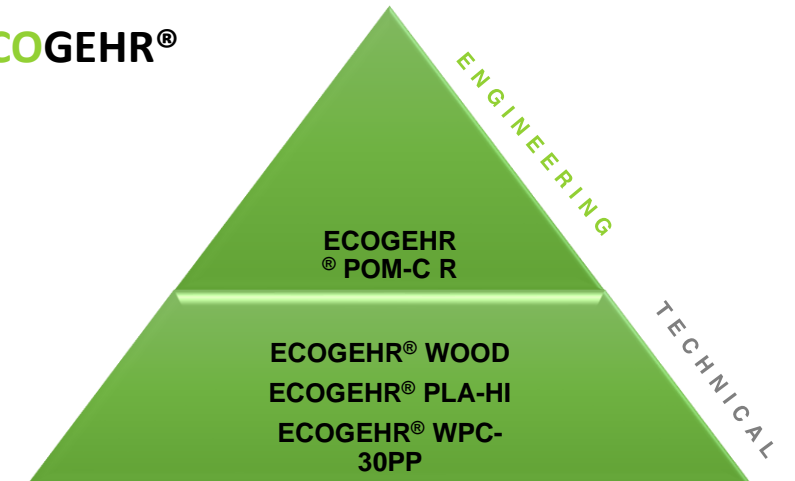 COGEHR®
ENGINEERING
ECOGEHR
® POM-C R
TECHNICAL
ECOGEHR® WOOD
ECOGEHR® PLA-HI
ECOGEHR® WPC-
30PP